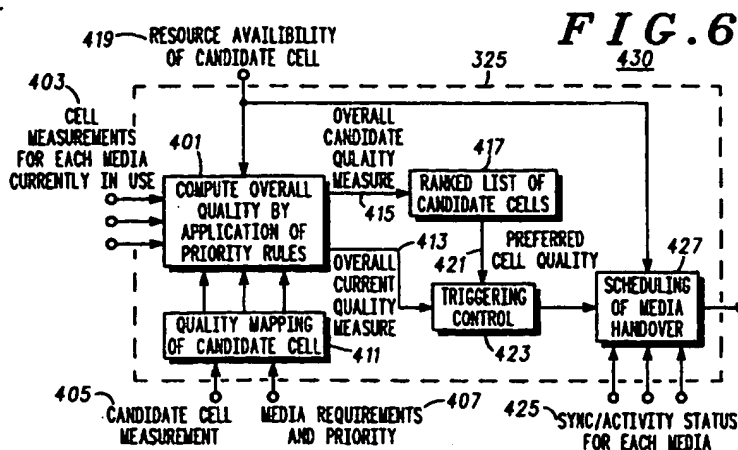 FIG.6
430
419
RESOURCE AVAILIBILITY
OF CANDIDATE CELL
325
403
CELL
MEASUREMENTS
FOR EACH MEDIA
CURRENTLY IN USE
401
COMPUTE OVERALL
QUALITY BY
APPLICATION OF
PRIORITY RULES
OVERALL
CANDIDATE
QULAITY
MEASURE
415
417
RANKED LIST OF
CANDIDATE CELLS
413
OVERALL
CURRENT
QUALITY
MEASURE
421
PREFERRED
CELL QUALITY
TRIGGERING
CONTROL
423
427
SCHEDULING
OF MEDIA
HANDOVER
QUALITY MAPPING
OF CANDIDATE CELL
411
405
CANDIDATE CELL
MEASUREMENT
MEDIA REQUIREMENTS
AND PRIORITY
407
425
SYNC/ACTIVITY STATUS
FOR EACH MEDIA